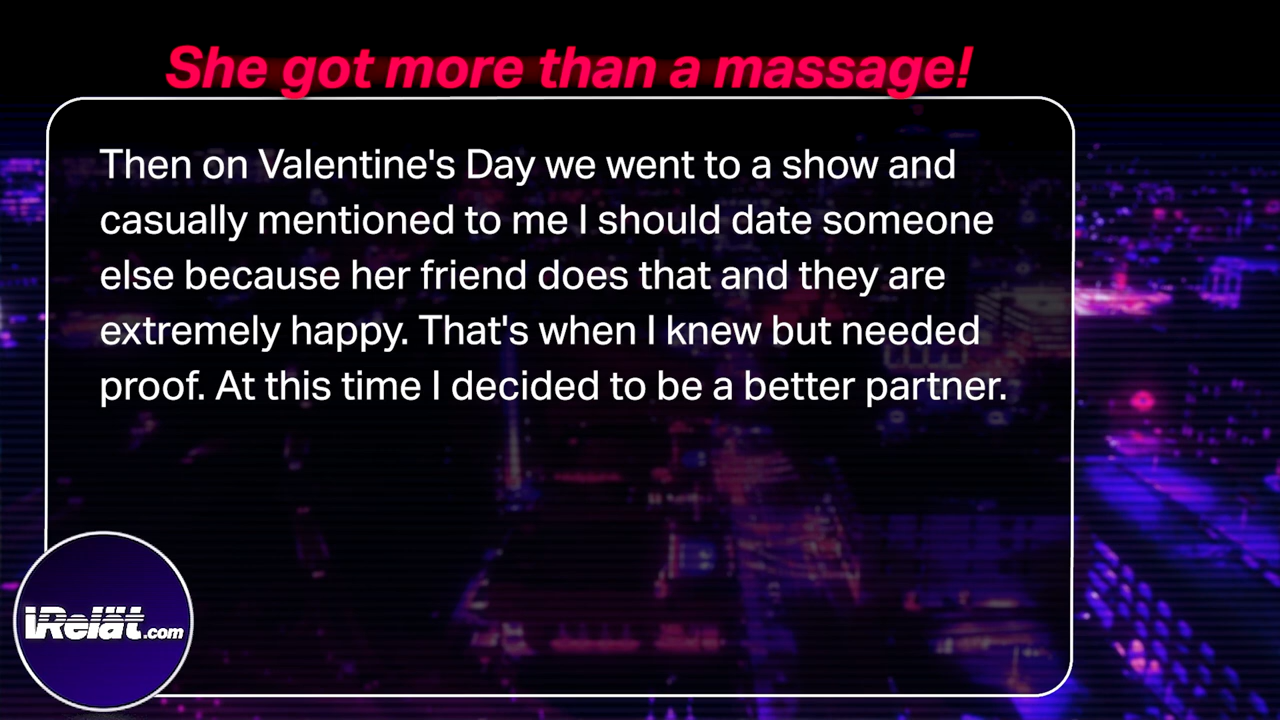 She got more than a massage!
Then on Valentine's Day we went to a show and
casually mentioned to me I should date someone
else because her friend does that and they are
extremely happy. That's when I knew but needed
proof. At this time I decided to be a better partner.
iRelät.com